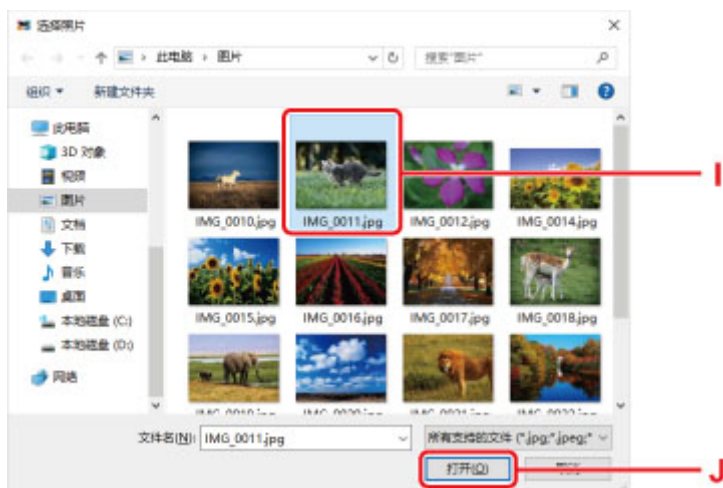 选择照片
此电脑 › 图片
搜索"图片"
组织
新建文件夹
此电脑
3D 对象
视频
图片
文档
下载
音乐
桌面
本地磁盘 (C:)
本地磁盘 (D:)
网络
IMG_0010.jpg IMG_0011.jpg IMG_0012.jpg IMG_0014.jpg
IMG_0015.jpg IMG_0016.jpg IMG_0017.jpg IMG_0018.jpg
I
文件名(N): IMG_0011.jpg
所有支持的文件 (*.jpg;*.jpeg;*
打开(O)
J